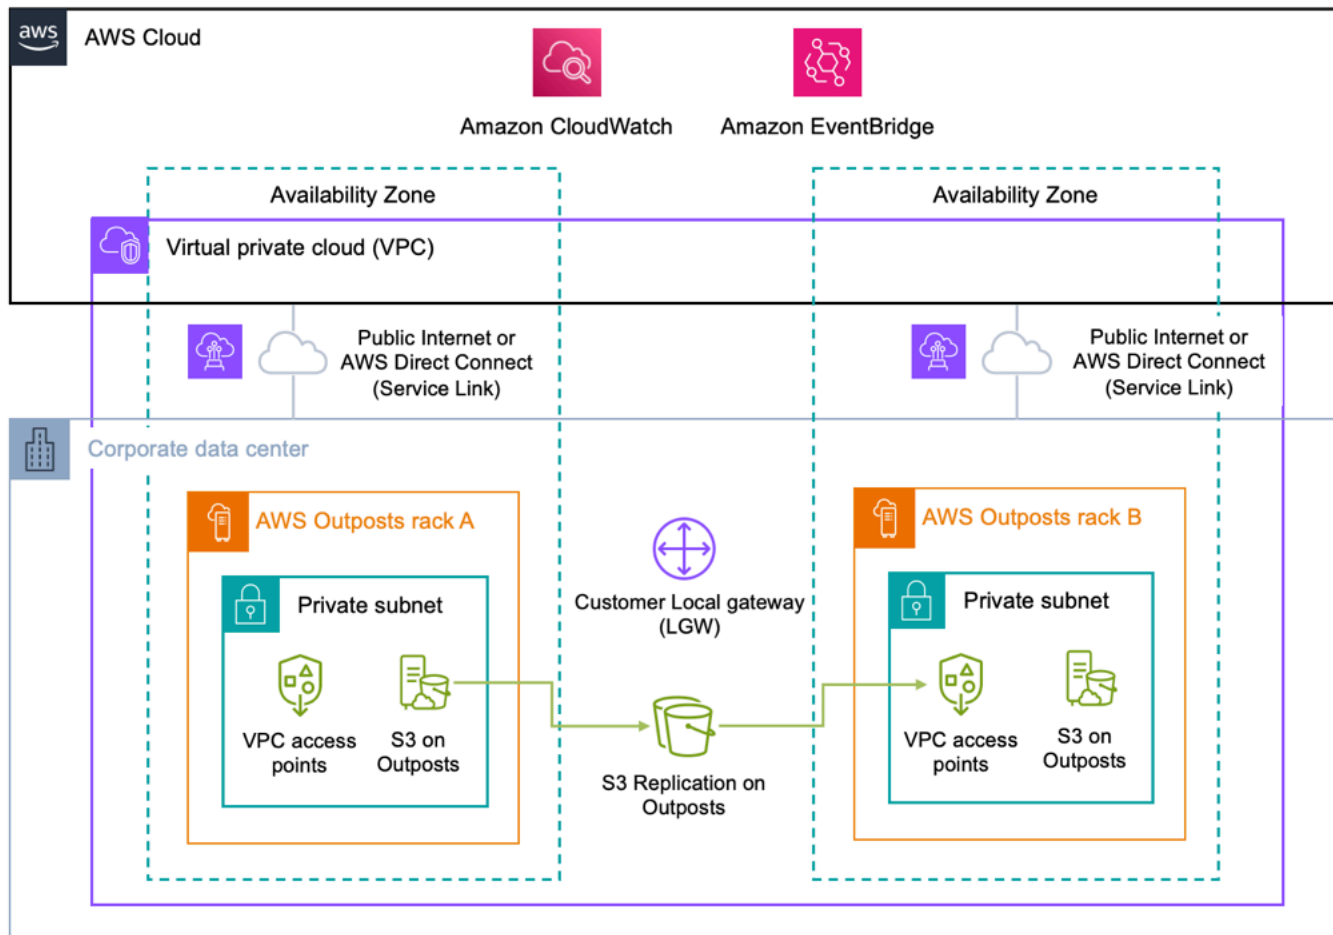 aws
AWS Cloud
Amazon CloudWatch
Amazon EventBridge
Availability Zone
Availability Zone
Virtual private cloud (VPC)
Public Internet or
AWS Direct Connect
(Service Link)
Public Internet or
AWS Direct Connect
(Service Link)
Corporate data center
AWS Outposts rack A
AWS Outposts rack B
Private subnet
Customer Local gateway
(LGW)
Private subnet
VPC access
points
S3 on
Outposts
S3 Replication on
Outposts
VPC access
points
S3 on
Outposts